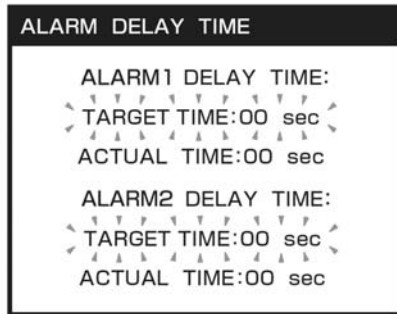 ALARM DELAY TIME
ALARM1 DELAY TIME:
TARGET TIME:00 sec
ACTUAL TIME:00 sec
ALARM2 DELAY TIME:
TARGET TIME:00 sec
ACTUAL TIME:00 sec